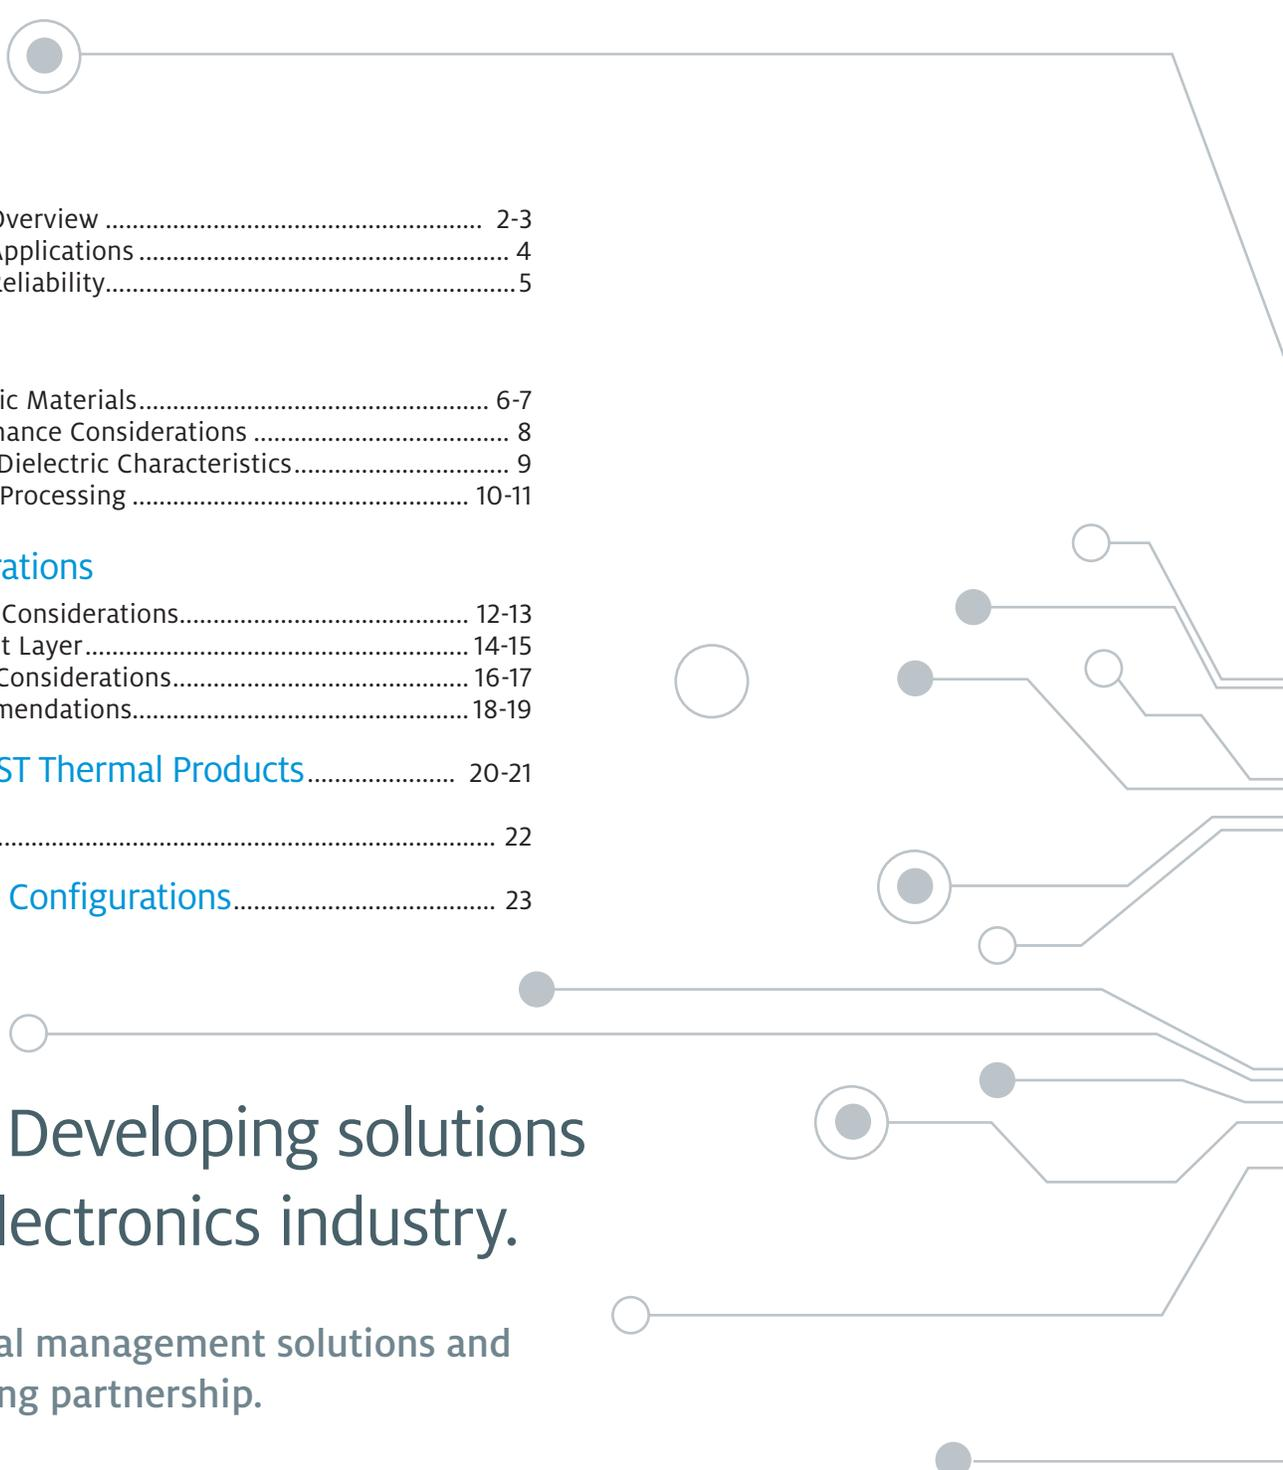 Overview ........................................................ 2-3
Applications ....................................................... 4
Reliability............................................................. 5
ic Materials.................................................... 6-7
mance Considerations ...................................... 8
Dielectric Characteristics................................ 9
Processing .................................................. 10-11
rations
Considerations........................................... 12-13
t Layer......................................................... 14-15
Considerations............................................ 16-17
mendations.................................................. 18-19
ST Thermal Products...................... 20-21
.......................................................................... 22
Configurations....................................... 23
Developing solutions
lectronics industry.
al management solutions and
ng partnership.